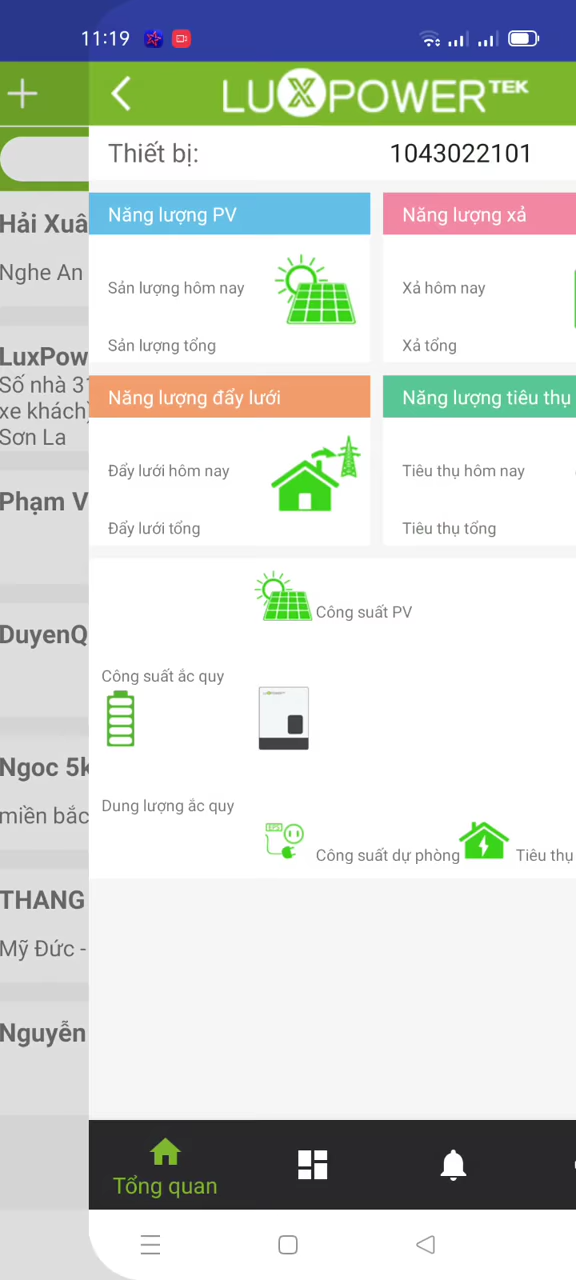 11:19
LUXPOWERTEK
Thiết bị: 1043022101
Hải Xuâ
Nghe An
LuxPow
Số nhà 31
xe khách)
Sơn La
Phạm V
DuyenQ
Ngoc 5k
miền bắc
THANG
Mỹ Đức -
Nguyễn
Năng lượng PV
Sản lượng hôm nay
Sản lượng tổng
Năng lượng xả
Xả hôm nay
Xả tổng
Năng lượng đẩy lưới
Đẩy lưới hôm nay
Đẩy lưới tổng
Năng lượng tiêu thụ
Tiêu thụ hôm nay
Tiêu thụ tổng
Công suất PV
Công suất ắc quy
Dung lượng ắc quy
EPS
Công suất dự phòng
Tiêu thụ
Tổng quan